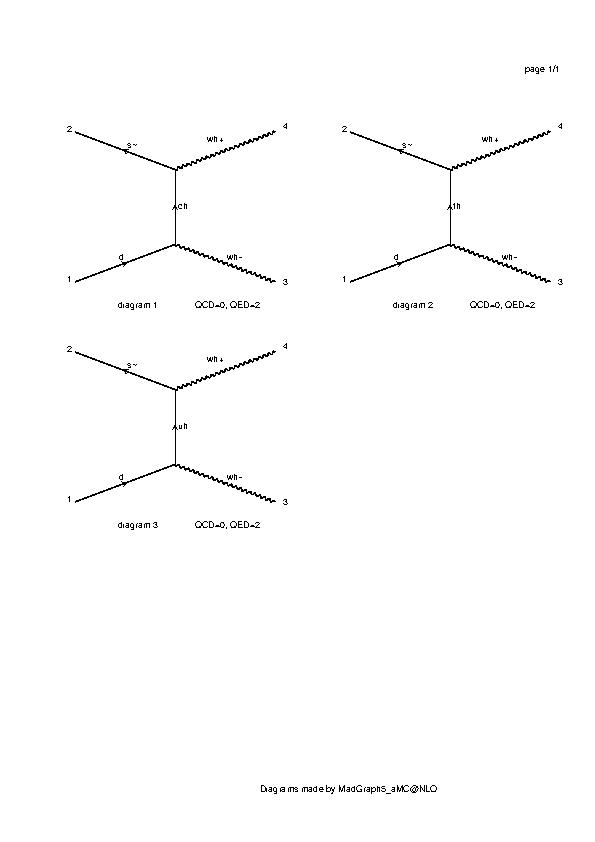 page 1/1
2 s~ wh+ 4
ch
1 d wh- 3
diagram 1 QCD=0, QED=2
2 s~ wh+ 4
th
1 d wh- 3
diagram 2 QCD=0, QED=2
2 s~ wh+ 4
uh
1 d wh- 3
diagram 3 QCD=0, QED=2
Diagrams made by MadGraph5_aMC@NLO